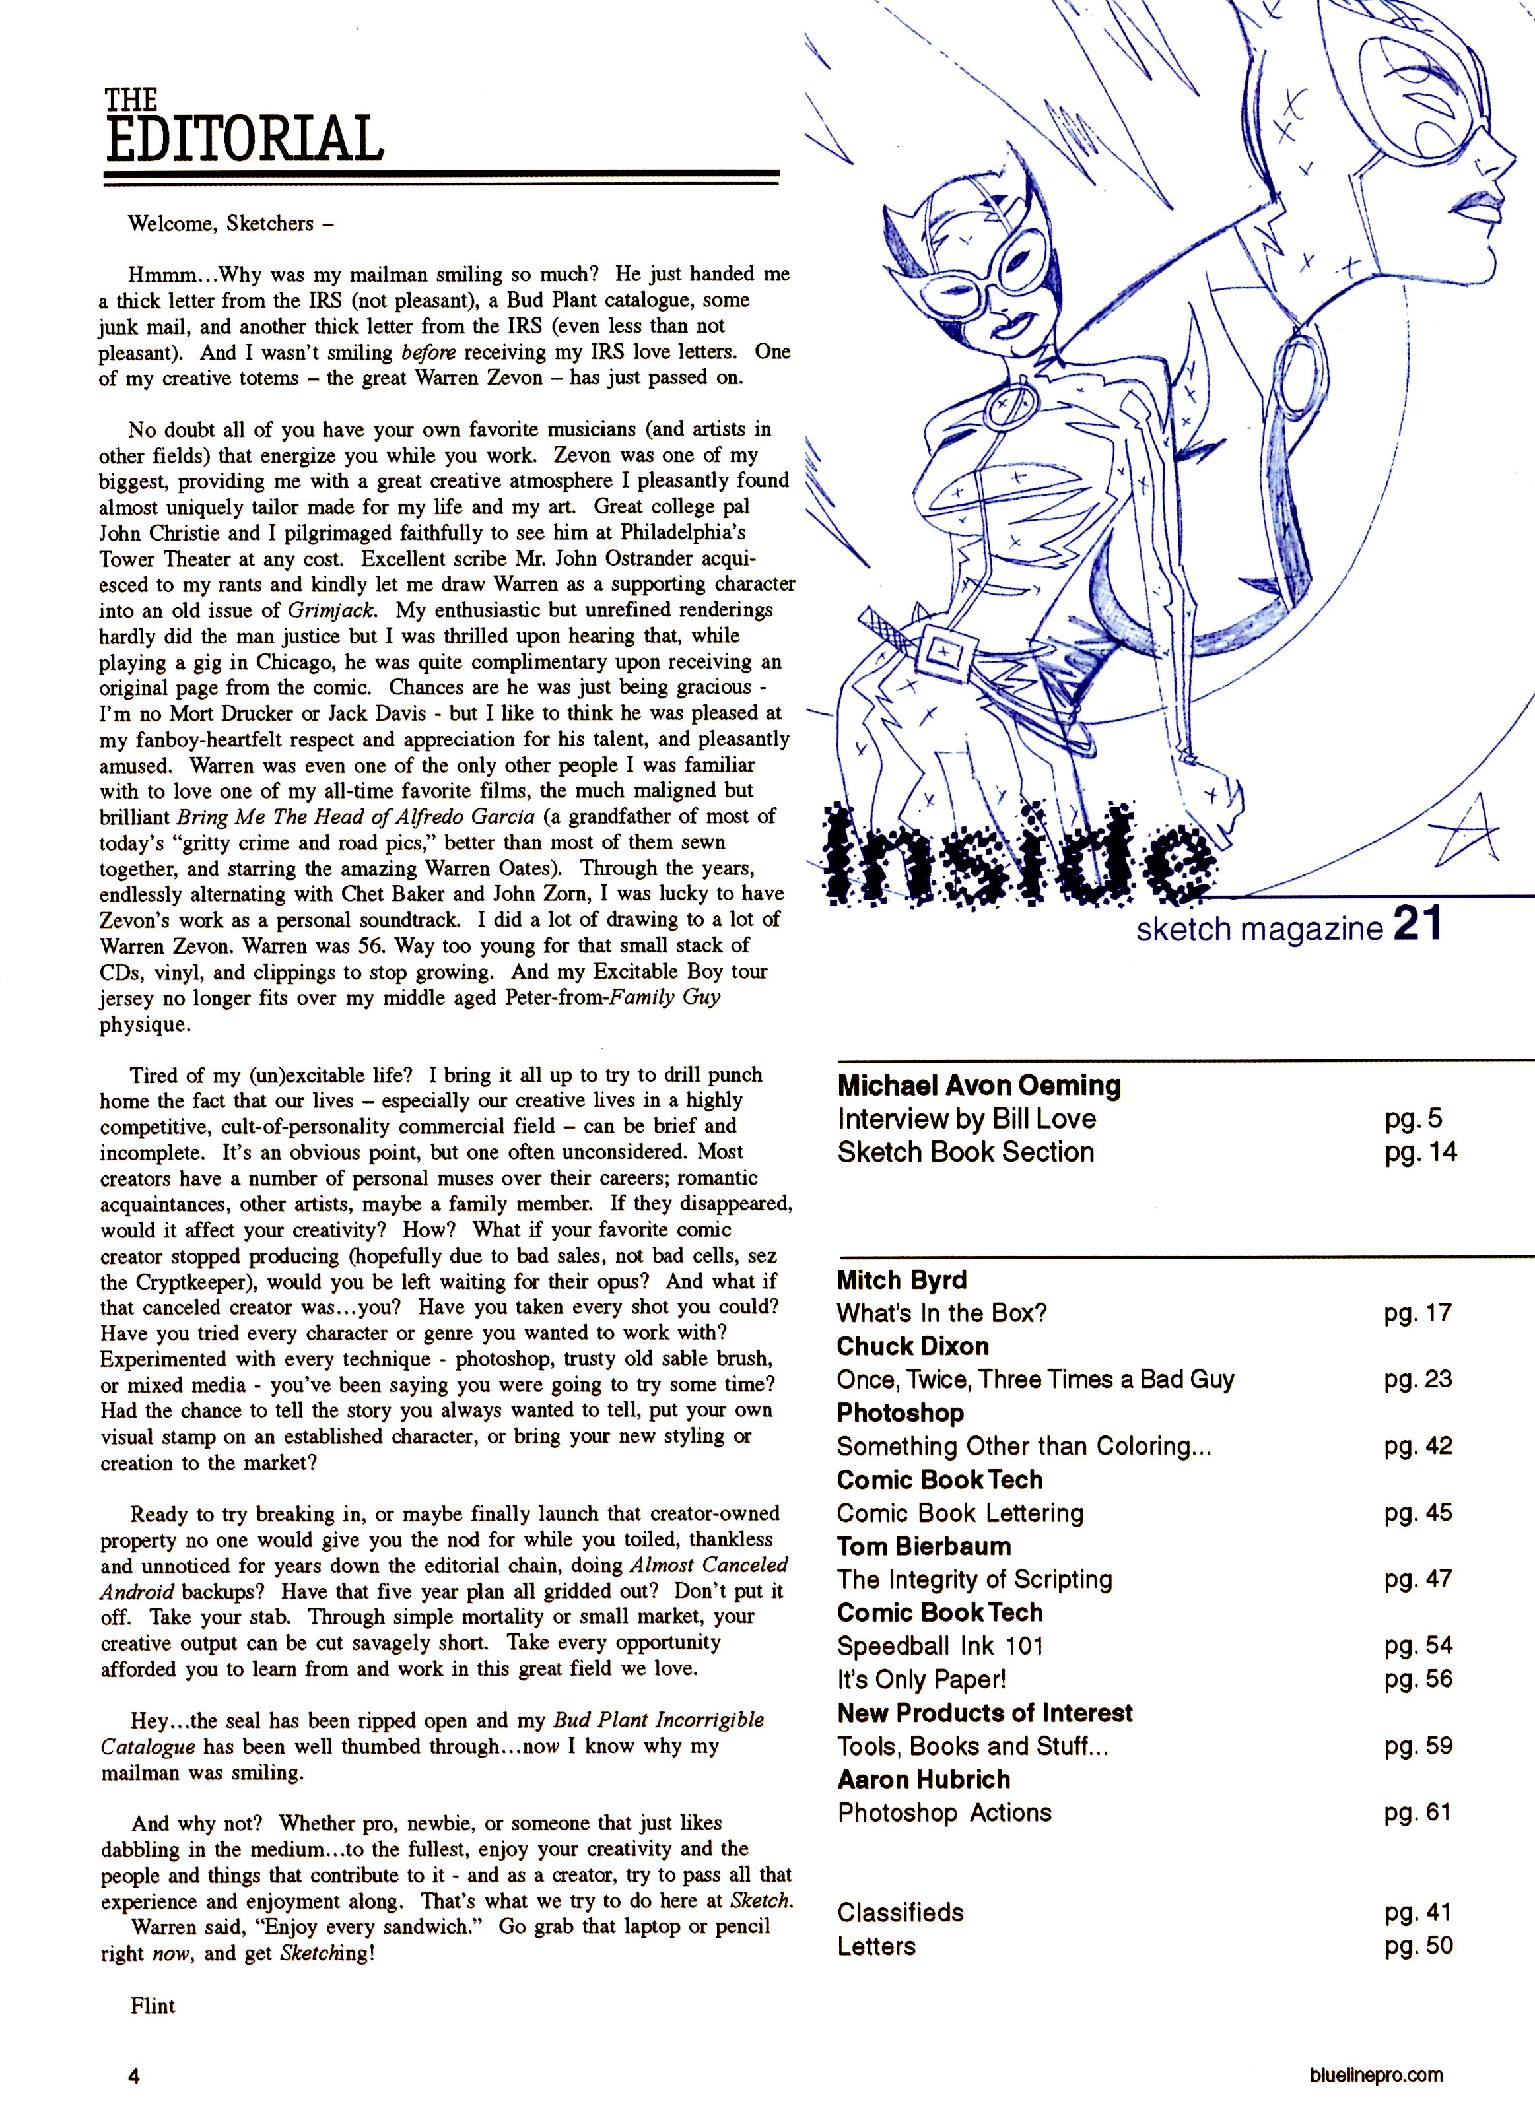 THE
EDITORIAL
Welcome, Sketchers –
Hmmm...Why was my mailman smiling so much? He just handed me
a thick letter from the IRS (not pleasant), a Bud Plant catalogue, some
junk mail, and another thick letter from the IRS (even less than not
pleasant). And I wasn't smiling before receiving my IRS love letters. One
of my creative totems – the great Warren Zevon – has just passed on.
No doubt all of you have your own favorite musicians (and artists in
other fields) that energize you while you work. Zevon was one of my
biggest, providing me with a great creative atmosphere I pleasantly found
almost uniquely tailor made for my life and my art. Great college pal
John Christie and I pilgrimaged faithfully to see him at Philadelphia's
Tower Theater at any cost. Excellent scribe Mr. John Ostrander acqui-
esced to my rants and kindly let me draw Warren as a supporting character
into an old issue of Grimjack. My enthusiastic but unrefined renderings
hardly did the man justice but I was thrilled upon hearing that, while
playing a gig in Chicago, he was quite complimentary upon receiving an
original page from the comic. Chances are he was just being gracious -
I'm no Mort Drucker or Jack Davis - but I like to think he was pleased at
my fanboy-heartfelt respect and appreciation for his talent, and pleasantly
amused. Warren was even one of the only other people I was familiar
with to love one of my all-time favorite films, the much maligned but
brilliant Bring Me The Head of Alfredo Garcia (a grandfather of most of
today's “gritty crime and road pics,” better than most of them sewn
together, and starring the amazing Warren Oates). Through the years,
endlessly alternating with Chet Baker and John Zorn, I was lucky to have
Zevon's work as a personal soundtrack. I did a lot of drawing to a lot of
Warren Zevon. Warren was 56. Way too young for that small stack of
CDs, vinyl, and clippings to stop growing. And my Excitable Boy tour
jersey no longer fits over my middle aged Peter-from-Family Guy
physique.
Tired of my (un)excitable life? I bring it all up to try to drill punch
home the fact that our lives – especially our creative lives in a highly
competitive, cult-of-personality commercial field – can be brief and
incomplete. It's an obvious point, but one often unconsidered. Most
creators have a number of personal muses over their careers; romantic
acquaintances, other artists, maybe a family member. If they disappeared,
would it affect your creativity? How? What if your favorite comic
creator stopped producing (hopefully due to bad sales, not bad cells, sez
the Cryptkeeper), would you be left waiting for their opus? And what if
that canceled creator was...you? Have you taken every shot you could?
Have you tried every character or genre you wanted to work with?
Experimented with every technique - photoshop, trusty old sable brush,
or mixed media - you've been saying you were going to try some time?
Had the chance to tell the story you always wanted to tell, put your own
visual stamp on an established character, or bring your new styling or
creation to the market?
Ready to try breaking in, or maybe finally launch that creator-owned
property no one would give you the nod for while you toiled, thankless
and unnoticed for years down the editorial chain, doing Almost Canceled
Android backups? Have that five year plan all gridded out? Don't put it
off. Take your stab. Through simple mortality or small market, your
creative output can be cut savagely short. Take every opportunity
afforded you to learn from and work in this great field we love.
Hey...the seal has been ripped open and my Bud Plant Incorrigible
Catalogue has been well thumbed through...now I know why my
mailman was smiling.
And why not? Whether pro, newbie, or someone that just likes
dabbling in the medium...to the fullest, enjoy your creativity and the
people and things that contribute to it - and as a creator, try to pass all that
experience and enjoyment along. That's what we try to do here at Sketch.
Warren said, “Enjoy every sandwich.” Go grab that laptop or pencil
right now, and get Sketching!
Flint
4
Inside
sketch magazine 21
Michael Avon Oeming
Interview by Bill Love pg. 5
Sketch Book Section pg. 14
Mitch Byrd
What's In the Box? pg. 17
Chuck Dixon
Once, Twice, Three Times a Bad Guy pg. 23
Photoshop
Something Other than Coloring... pg. 42
Comic Book Tech
Comic Book Lettering pg. 45
Tom Bierbaum
The Integrity of Scripting pg. 47
Comic Book Tech
Speedball Ink 101 pg. 54
It's Only Paper! pg. 56
New Products of Interest
Tools, Books and Stuff... pg. 59
Aaron Hubrich
Photoshop Actions pg. 61
Classifieds pg. 41
Letters pg. 50
bluelinepro.com